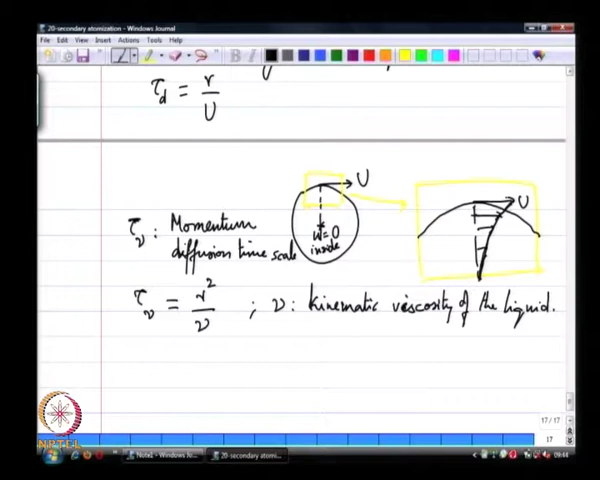 20-secondary atomization - Windows Journal
File Edit View Insert Actions Tools Help
τd = r/U
U
τν : Momentum
diffusion time scale
u=0
inside
U
τν = r²/ν ; ν : kinematic viscosity of the liquid.
17 / 17
17
NPTEL
Note1 - Windows Jo...
20-secondary atomi...
09:44